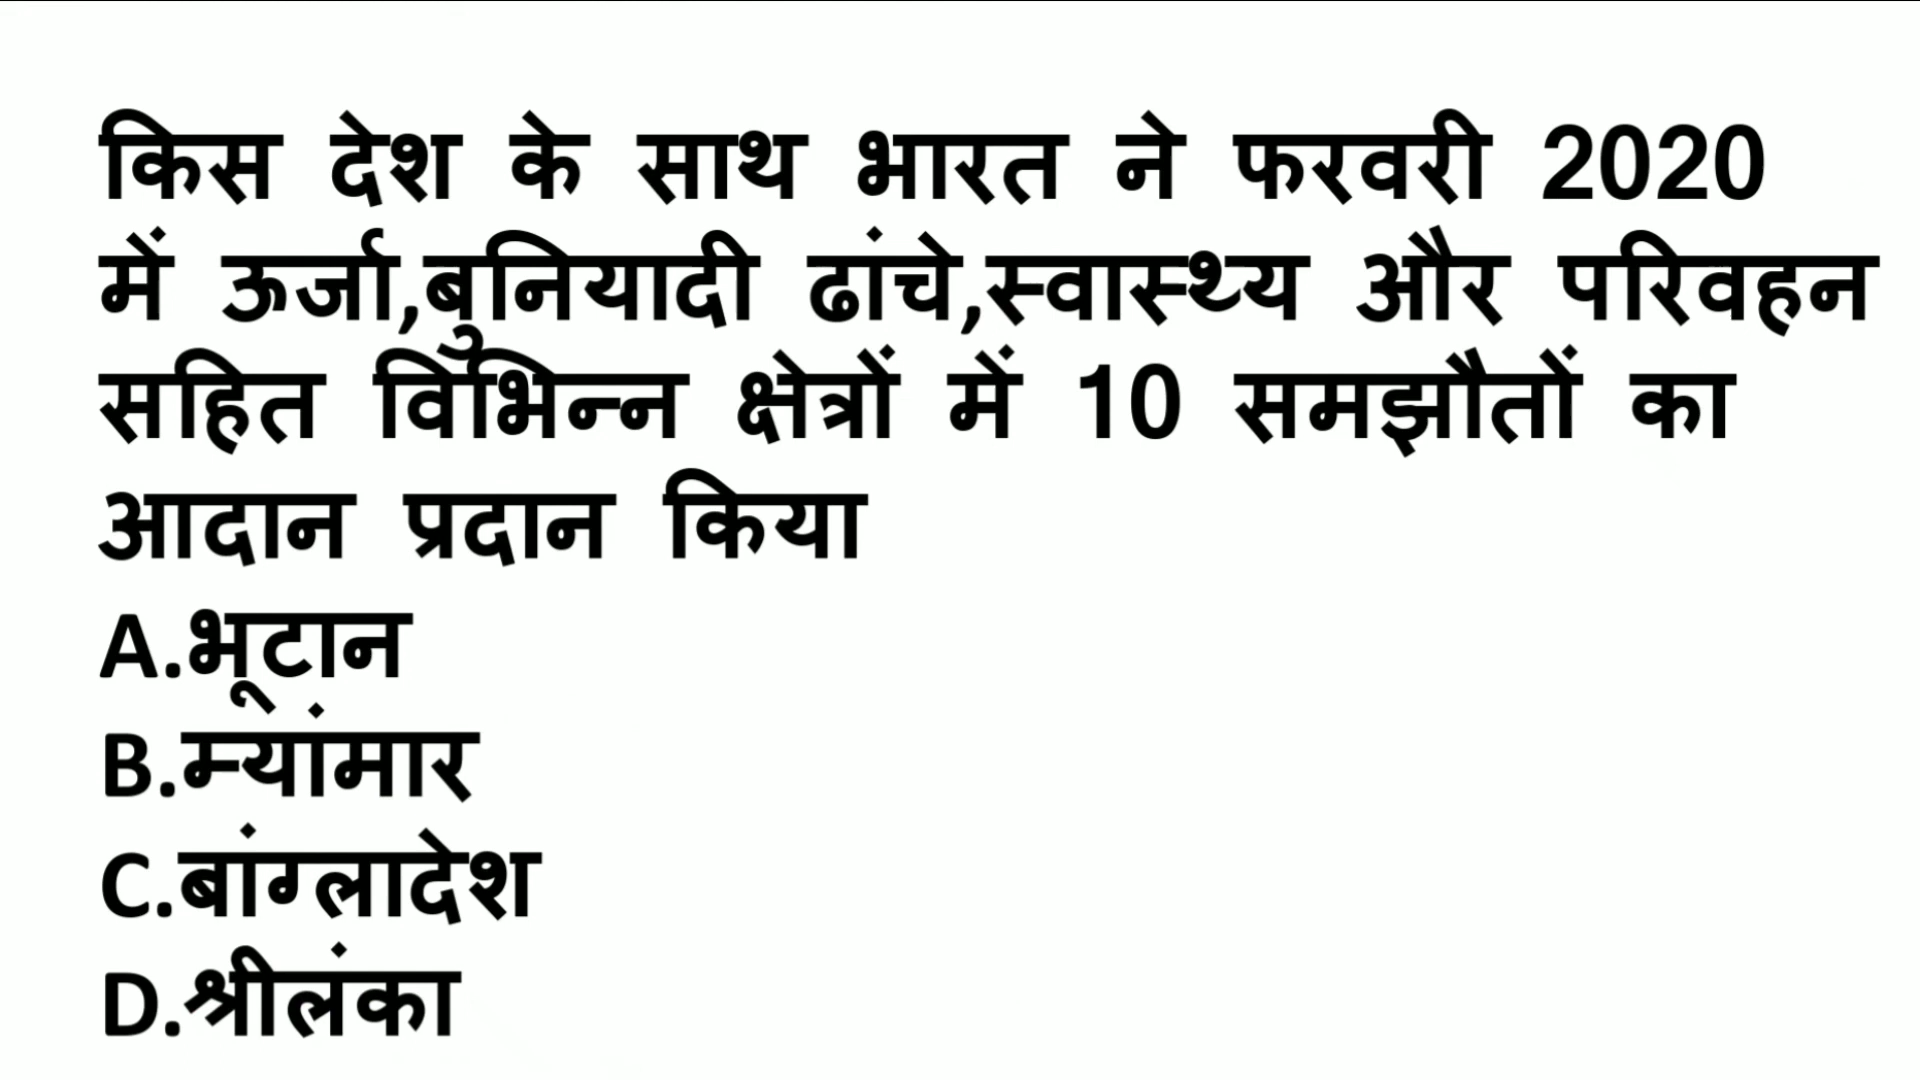 किस देश के साथ भारत ने फरवरी 2020
में ऊर्जा,बुनियादी ढांचे,स्वास्थ्य और परिवहन
सहित विभिन्न क्षेत्रों में 10 समझौतों का
आदान प्रदान किया
A.भूटान
B.म्यांमार
C.बांग्लादेश
D.श्रीलंका